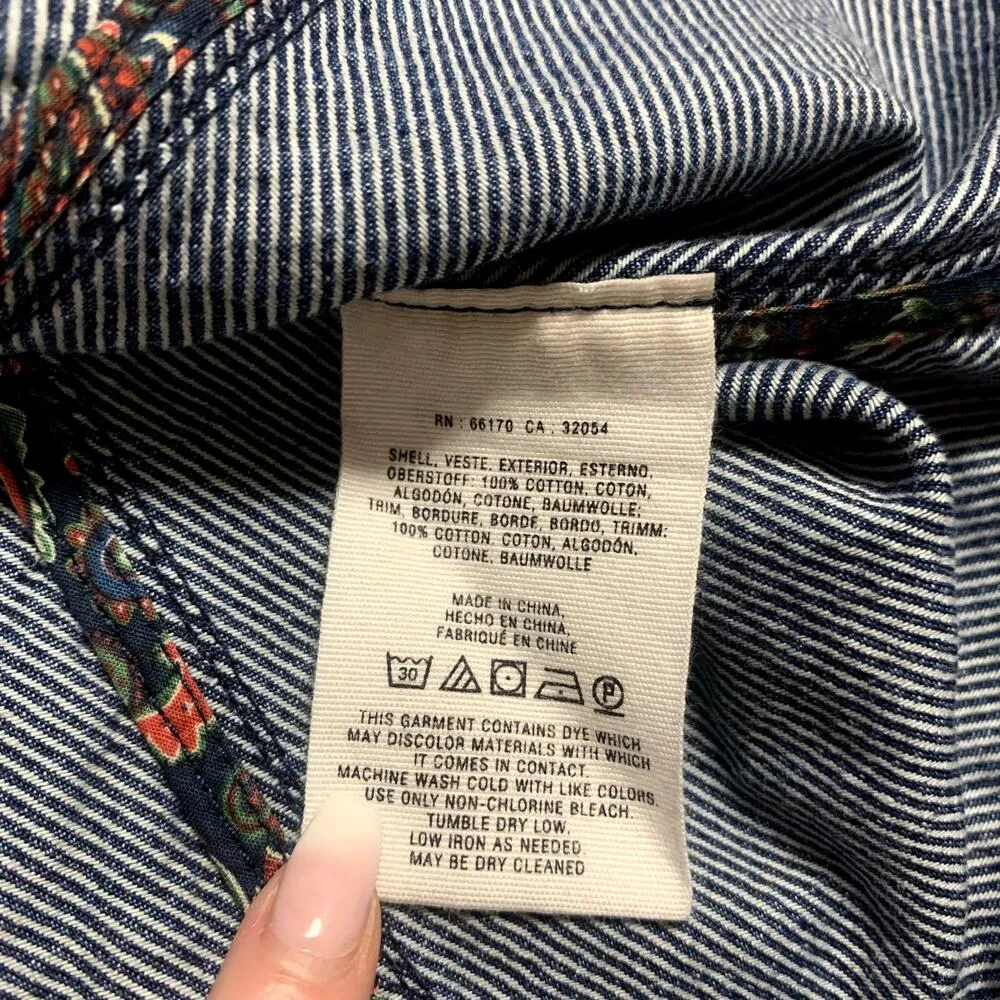 RN : 66170 CA : 32054
SHELL, VESTE, EXTERIOR, ESTERNO,
OBERSTOFF: 100% COTTON, COTON,
ALGODÓN, COTONE, BAUMWOLLE;
TRIM, BORDURE, BORDE, BORDO, TRIMM:
100% COTTON, COTON, ALGODÓN,
COTONE, BAUMWOLLE
MADE IN CHINA,
HECHO EN CHINA,
FABRIQUÉ EN CHINE
30 P
THIS GARMENT CONTAINS DYE WHICH
MAY DISCOLOR MATERIALS WITH WHICH
IT COMES IN CONTACT.
MACHINE WASH COLD WITH LIKE COLORS.
USE ONLY NON-CHLORINE BLEACH.
TUMBLE DRY LOW.
LOW IRON AS NEEDED
MAY BE DRY CLEANED